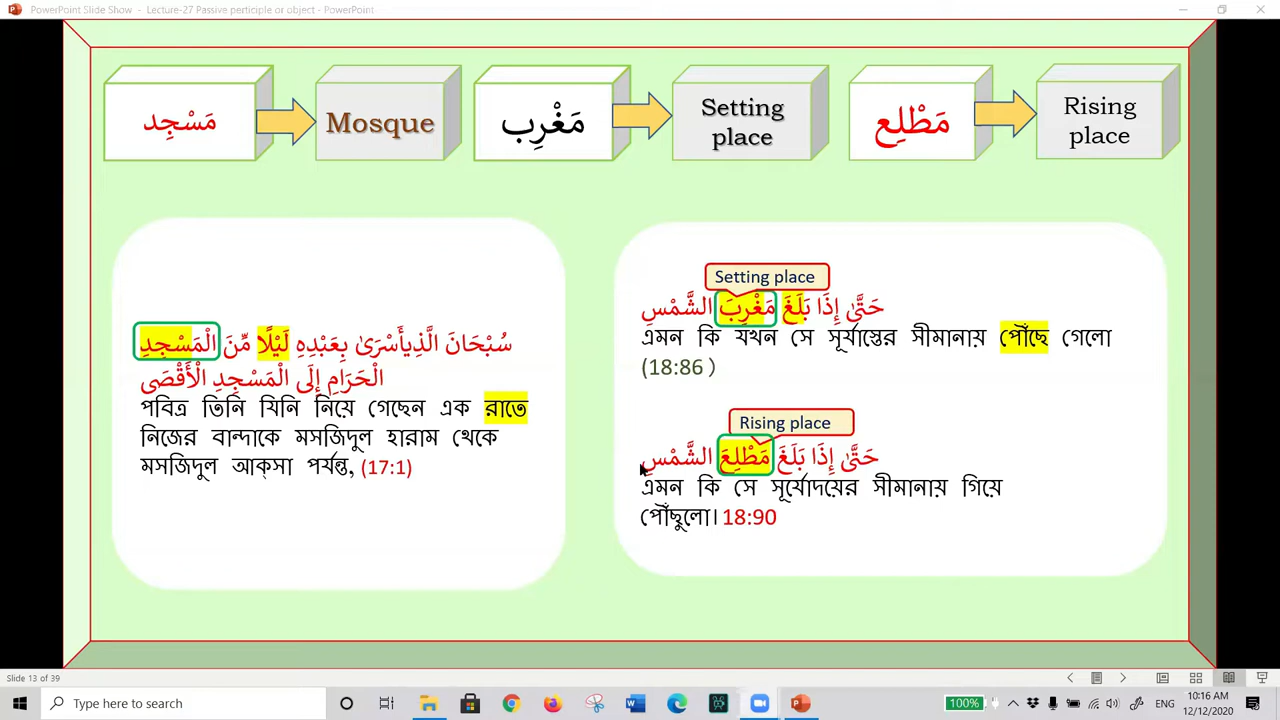 PowerPoint Slide Show - Lecture-27 Passive perticiple or object - PowerPoint
مَسْجِد
Mosque
مَغْرِب
Setting
place
مَطْلِع
Rising
place
سُبْحَانَ الَّذِيأَسْرَىٰ بِعَبْدِهِ لَيْلًا مِّنَ الْمَسْجِدِ
الْحَرَامِ إِلَى الْمَسْجِدِ الْأَقْصَى
পবিত্র তিনি যিনি নিয়ে গেছেন এক রাতে
নিজের বান্দাকে মসজিদুল হারাম থেকে
মসজিদুল আক্সা পর্যন্ত, (17:1)
Setting place
حَتَّىٰ إِذَا بَلَغَ مَغْرِبَ الشَّمْسِ
এমন কি যখন সে সূর্যাস্তের সীমানায় পৌঁছে গেলো
(18:86 )
Rising place
حَتَّىٰ إِذَا بَلَغَ مَطْلِعَ الشَّمْسِ
এমন কি সে সূর্যোদয়ের সীমানায় গিয়ে
পৌঁছুলো। 18:90
Slide 13 of 39
Type here to search
100%
ENG
10:16 AM
12/12/2020